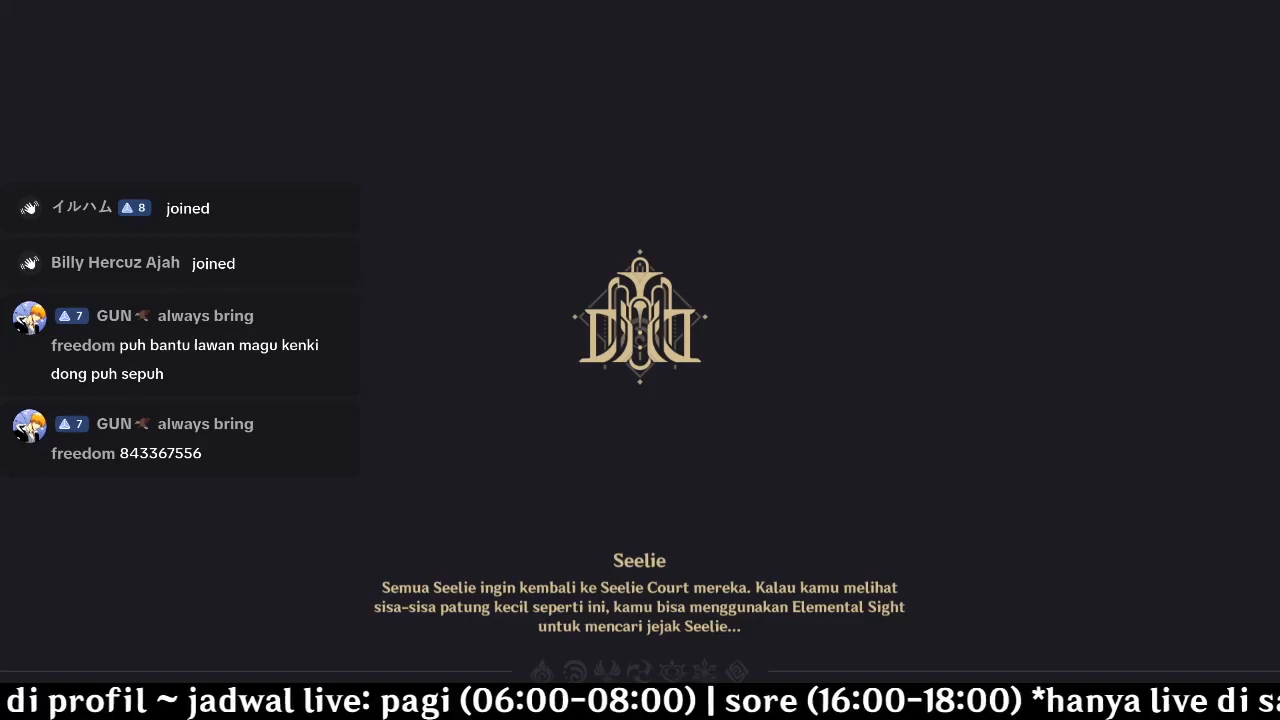 イルハム 8 joined
Billy Hercuz Ajah joined
7 GUN always bring
freedom puh bantu lawan magu kenki
dong puh sepuh
7 GUN always bring
freedom 843367556
Seelie
Semua Seelie ingin kembali ke Seelie Court mereka. Kalau kamu melihat
sisa-sisa patung kecil seperti ini, kamu bisa menggunakan Elemental Sight
untuk mencari jejak Seelie...
di profil ~ jadwal live: pagi (06:00-08:00) | sore (16:00-18:00) *hanya live di sa